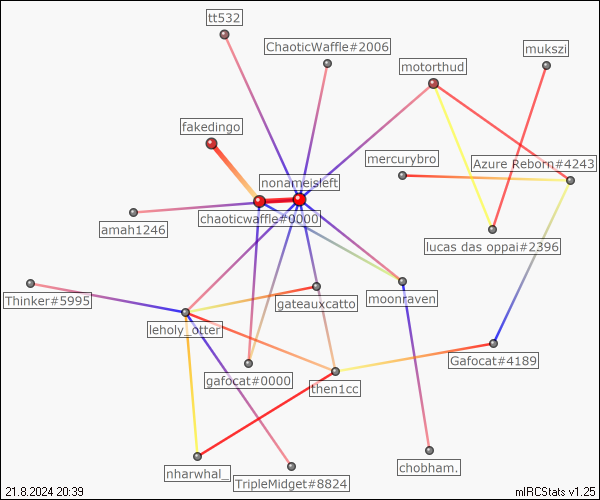 tt532
ChaoticWaffle#2006
mukszi
motorthud
fakedingo
mercurybro
Azure Reborn#4243
nonameisleft
chaoticwaffle#0000
amah1246
lucas das oppai#2396
Thinker#5995
gateauxcatto
moonraven
leholy_otter
Gafocat#4189
gafocat#0000
then1cc
nharwhal_
TripleMidget#8824
chobham.
21.8.2024 20:39
mIRCStats v1.25